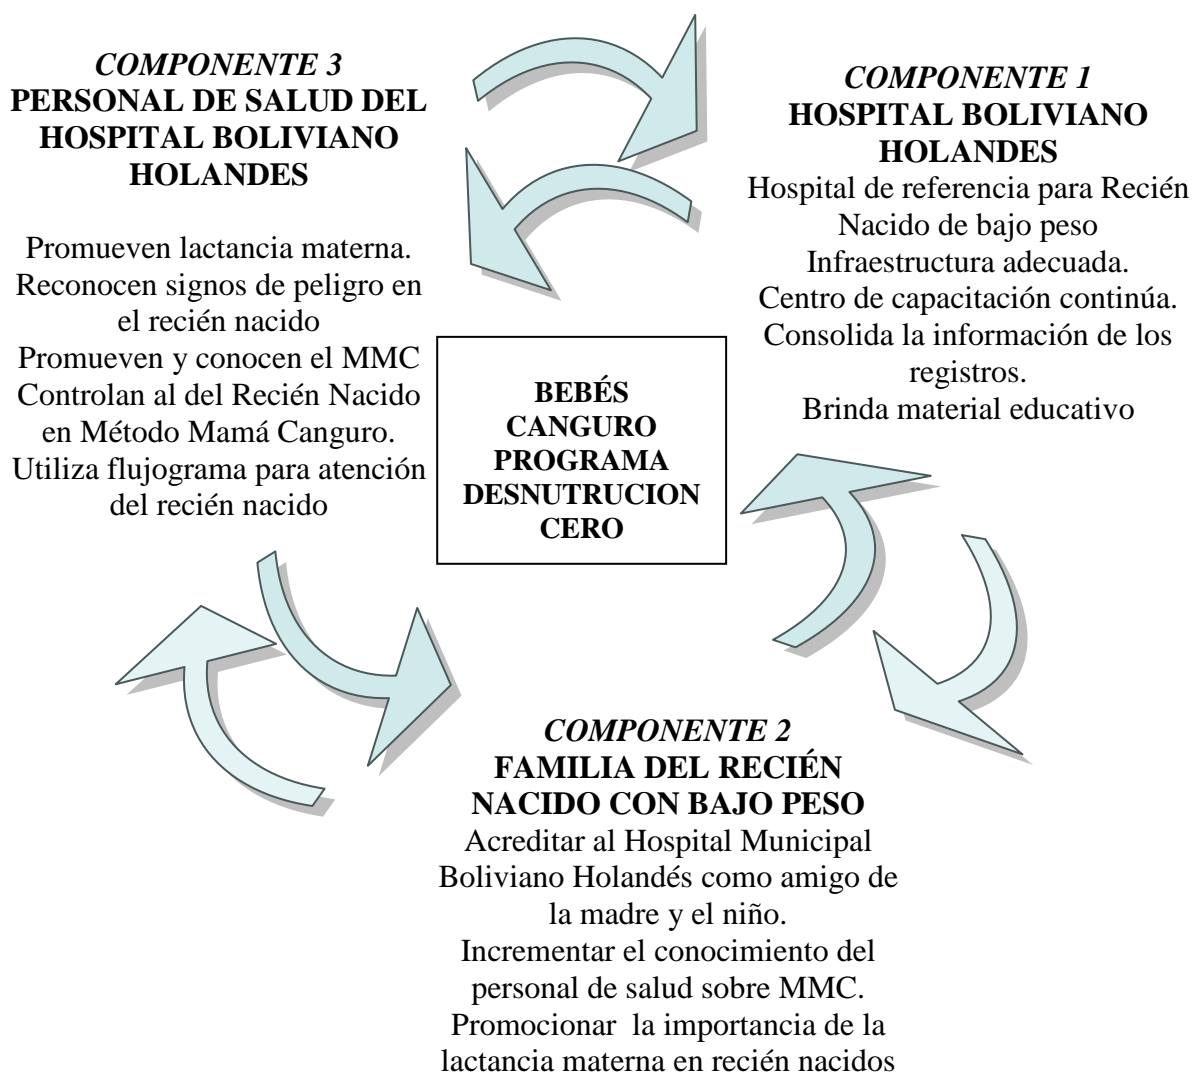 COMPONENTE 3
PERSONAL DE SALUD DEL
HOSPITAL BOLIVIANO
HOLANDES
Promueven lactancia materna.
Reconocen signos de peligro en
el recién nacido
Promueven y conocen el MMC
Controlan al del Recién Nacido
en Método Mamá Canguro.
Utiliza flujograma para atención
del recién nacido
COMPONENTE 1
HOSPITAL BOLIVIANO
HOLANDES
Hospital de referencia para Recién
Nacido de bajo peso
Infraestructura adecuada.
Centro de capacitación continúa.
Consolida la información de los
registros.
Brinda material educativo
BEBÉS
CANGURO
PROGRAMA
DESNUTRUCION
CERO
COMPONENTE 2
FAMILIA DEL RECIÉN
NACIDO CON BAJO PESO
Acreditar al Hospital Municipal
Boliviano Holandés como amigo de
la madre y el niño.
Incrementar el conocimiento del
personal de salud sobre MMC.
Promocionar la importancia de la
lactancia materna en recién nacidos